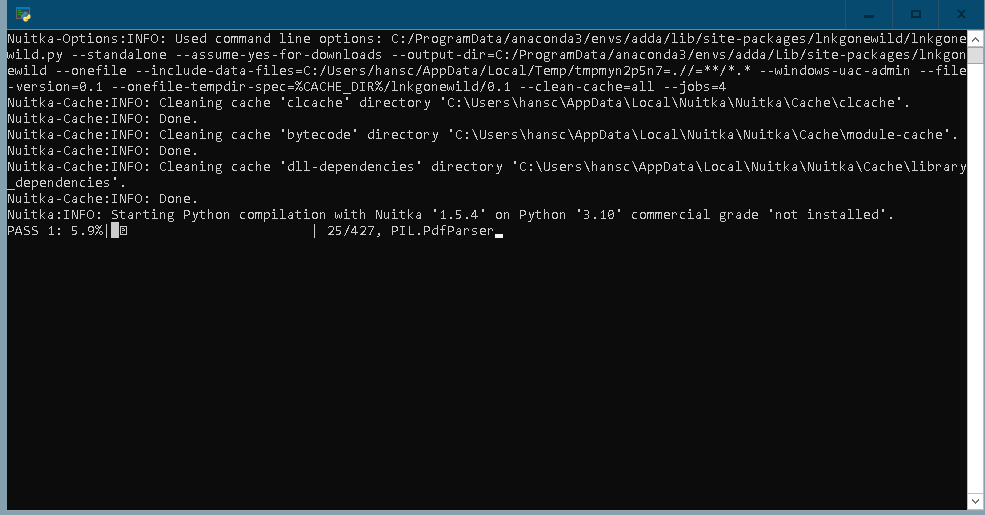 Nuitka-Options:INFO: Used command line options: C:/ProgramData/anaconda3/envs/adda/lib/site-packages/lnkgonewild/lnkgone
wild.py --standalone --assume-yes-for-downloads --output-dir=C:/ProgramData/anaconda3/envs/adda/Lib/site-packages/lnkgon
ewild --onefile --include-data-files=C:/Users/hansc/AppData/Local/Temp/tmpmyn2p5n7=.//=**/*.* --windows-uac-admin --file
-version=0.1 --onefile-tempdir-spec=%CACHE_DIR%/lnkgonewild/0.1 --clean-cache=all --jobs=4
Nuitka-Cache:INFO: Cleaning cache 'clcache' directory 'C:\Users\hansc\AppData\Local\Nuitka\Nuitka\Cache\clcache'.
Nuitka-Cache:INFO: Done.
Nuitka-Cache:INFO: Cleaning cache 'bytecode' directory 'C:\Users\hansc\AppData\Local\Nuitka\Nuitka\Cache\module-cache'.
Nuitka-Cache:INFO: Done.
Nuitka-Cache:INFO: Cleaning cache 'dll-dependencies' directory 'C:\Users\hansc\AppData\Local\Nuitka\Nuitka\Cache\library
_dependencies'.
Nuitka-Cache:INFO: Done.
Nuitka:INFO: Starting Python compilation with Nuitka '1.5.4' on Python '3.10' commercial grade 'not installed'.
PASS 1: 5.9%| | 25/427, PIL.PdfParser